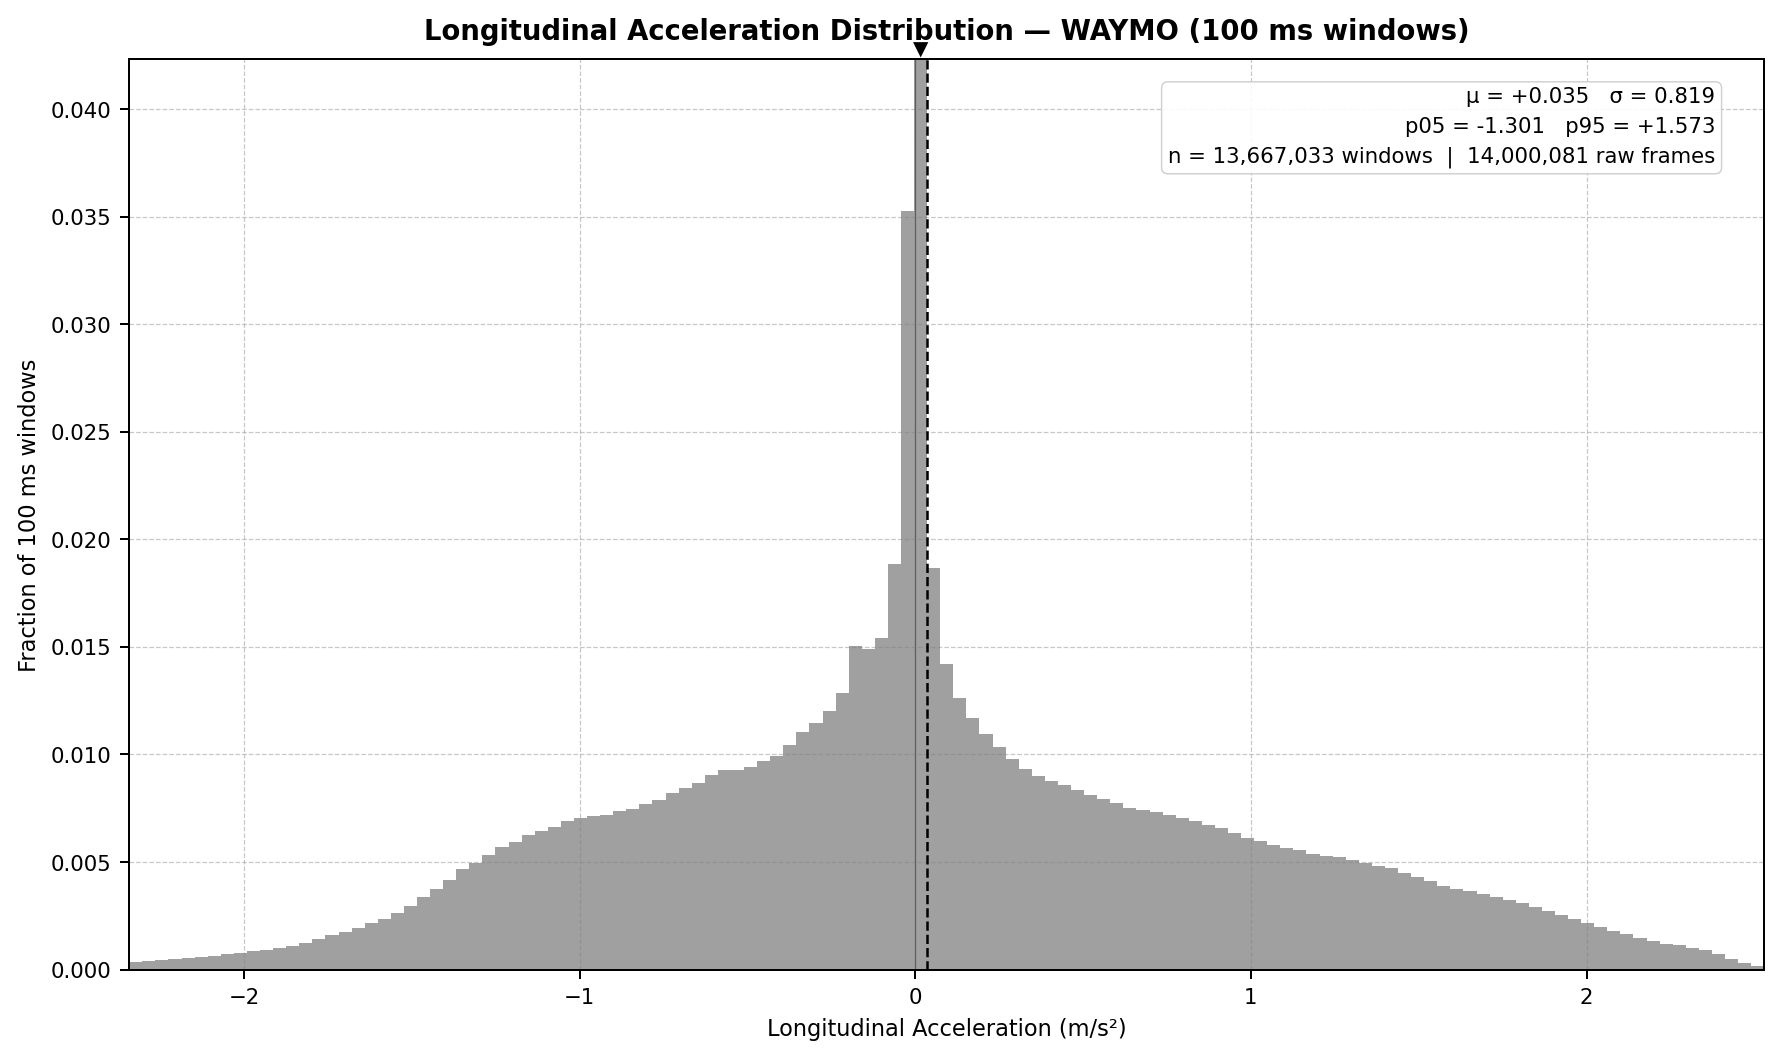 Longitudinal Acceleration Distribution — WAYMO (100 ms windows)
μ = +0.035   σ = 0.819
p05 = -1.301   p95 = +1.573
n = 13,667,033 windows  |  14,000,081 raw frames
Fraction of 100 ms windows
0.040
0.035
0.030
0.025
0.020
0.015
0.010
0.005
0.000
−2
−1
0
1
2
Longitudinal Acceleration (m/s²)